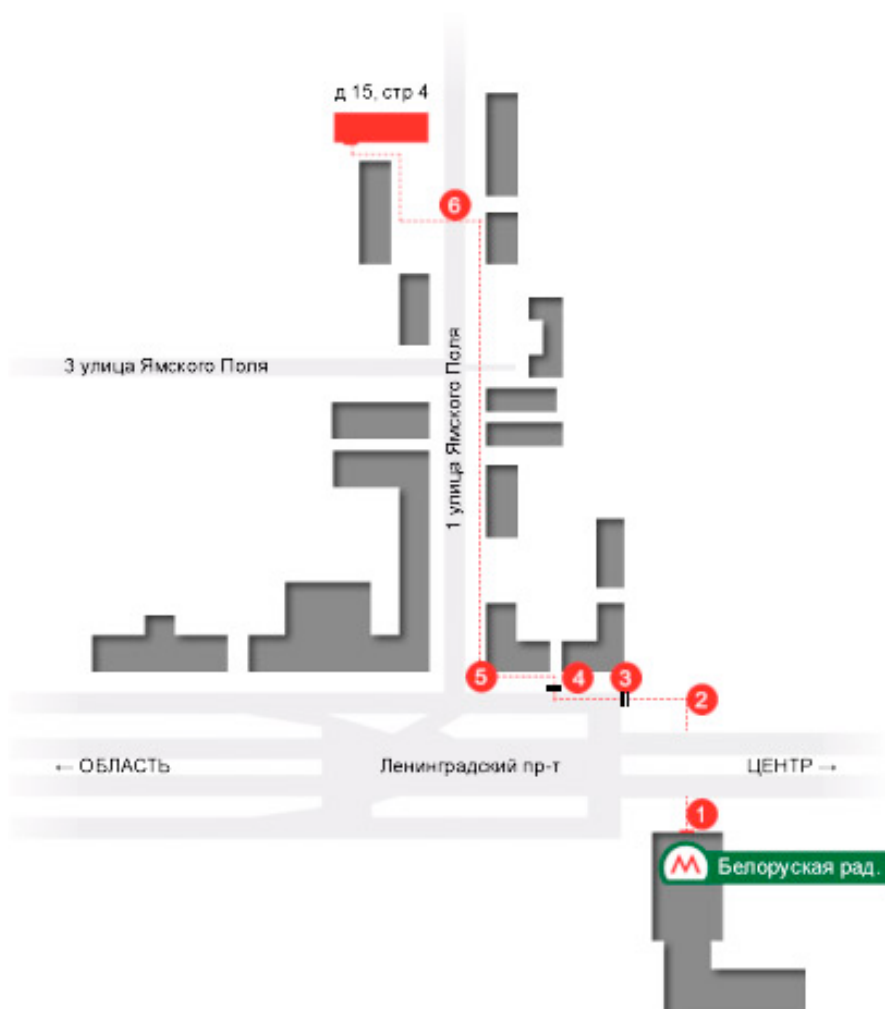 д 15, стр 4
6
3 улица Ямского Поля
1 улица Ямского Поля
5
4
3
2
← ОБЛАСТЬ
Ленинградский пр-т
ЦЕНТР →
1
М Белоруская рад.